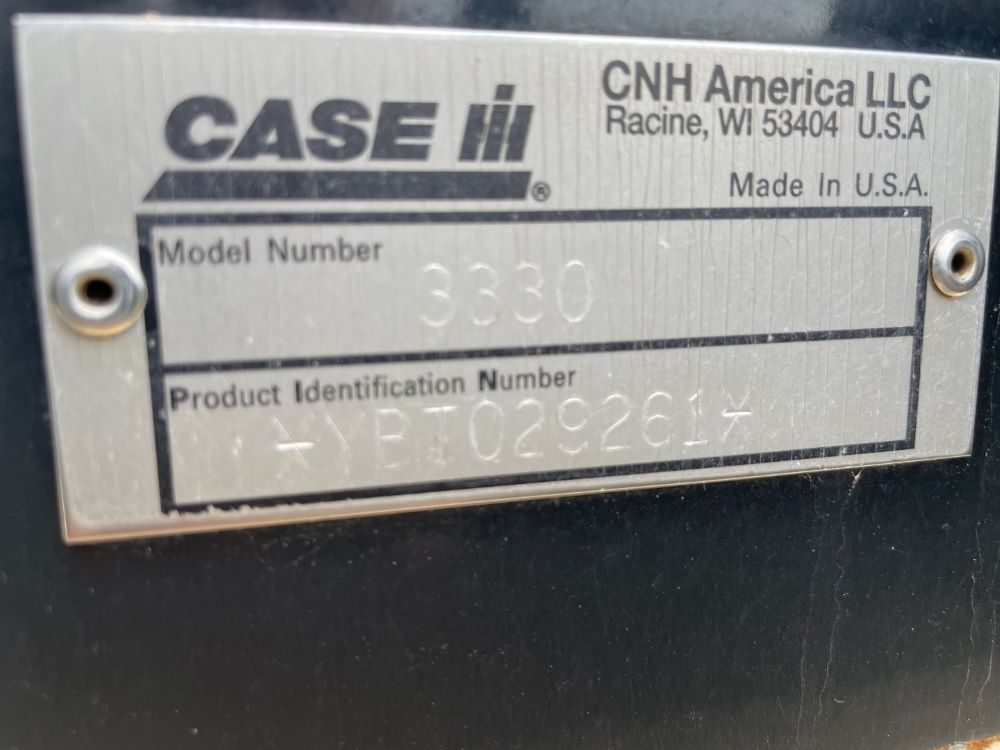 CASE IH
®
CNH America LLC
Racine, WI 53404 U.S.A
Made In U.S.A.
Model Number
3330
Product Identification Number
*YBT029261*